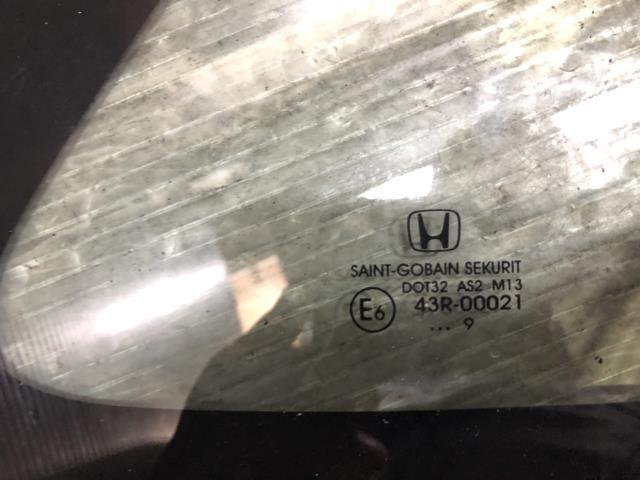 SAINT-GOBAIN SEKURIT
DOT32 AS2 M13
E6 43R-00021
... 9